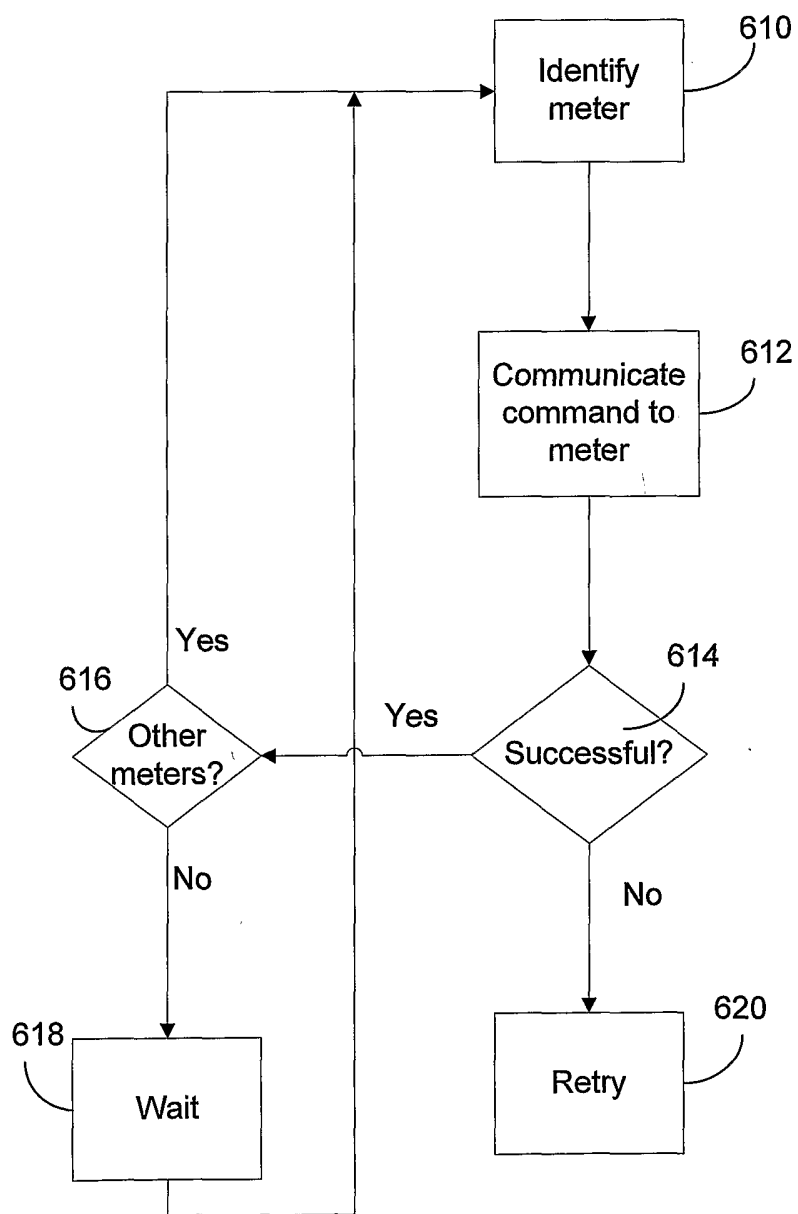 610
Identify
meter
612
Communicate
command to
meter
Yes
616
614
Yes
Other
meters?
Successful?
No
No
618
620
Wait
Retry